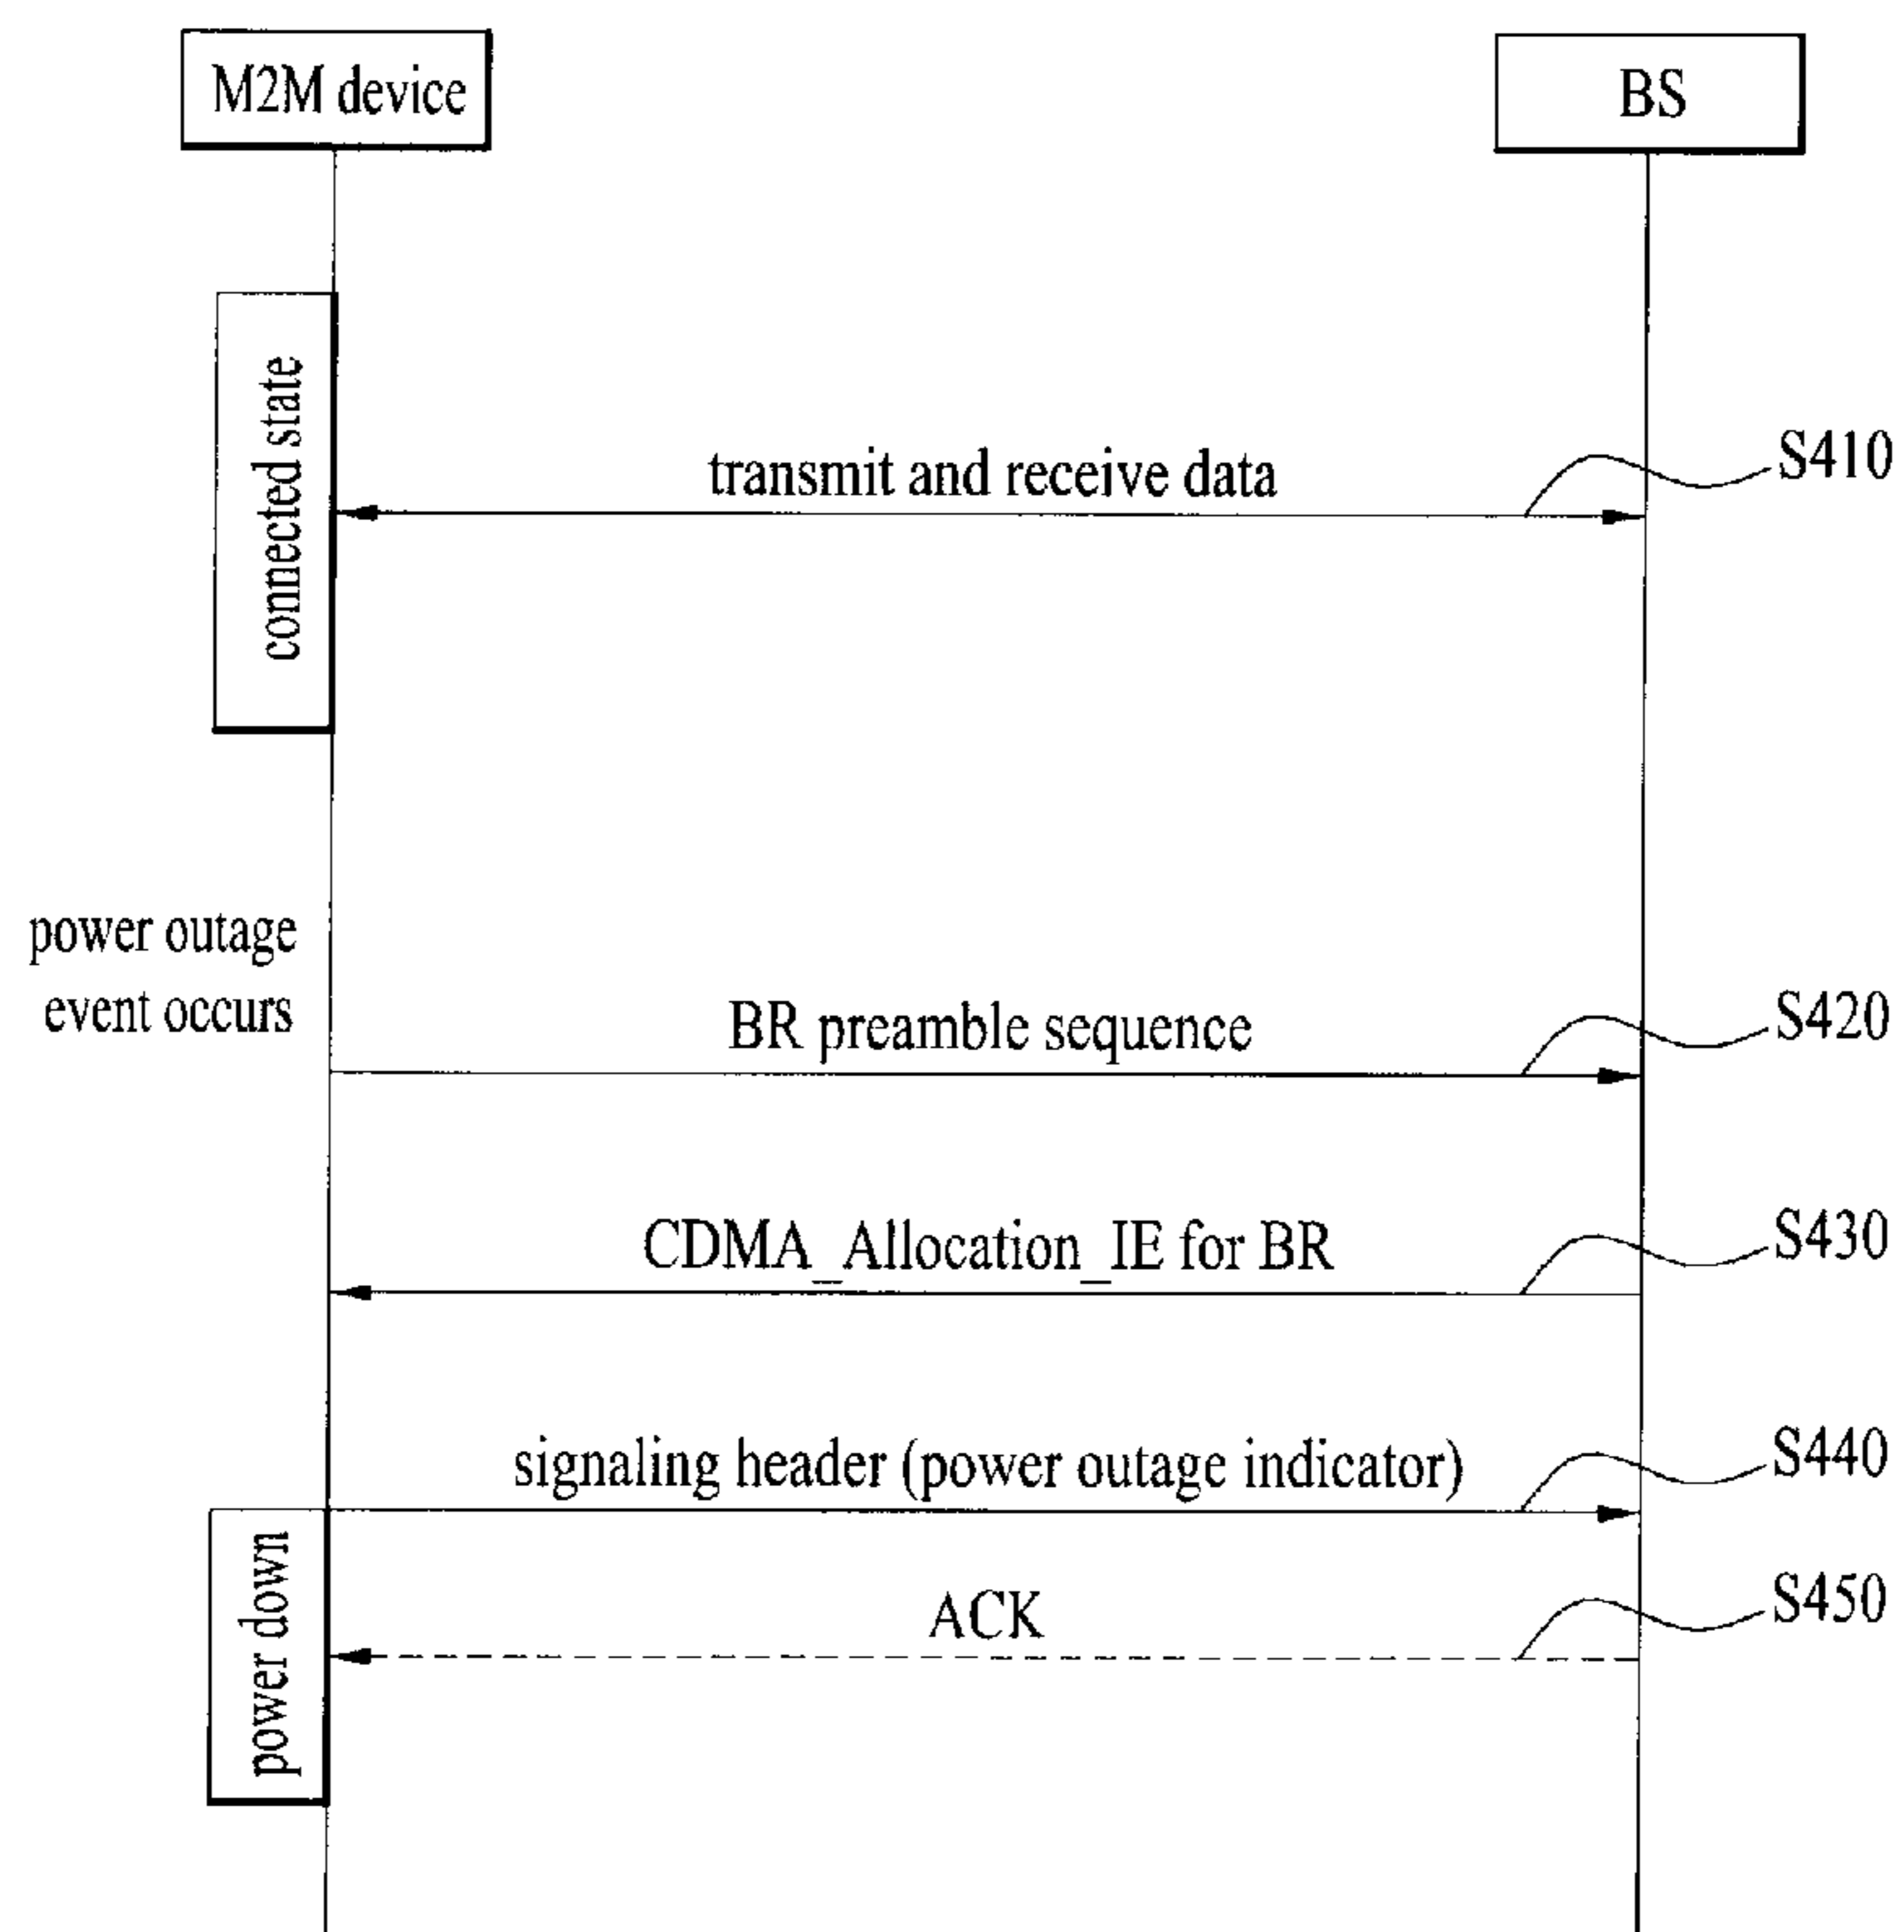 M2M device
BS
connected state
transmit and receive data
S410
power outage
event occurs
BR preamble sequence
S420
CDMA_Allocation_IE for BR
S430
signaling header (power outage indicator)
S440
power down
ACK
S450